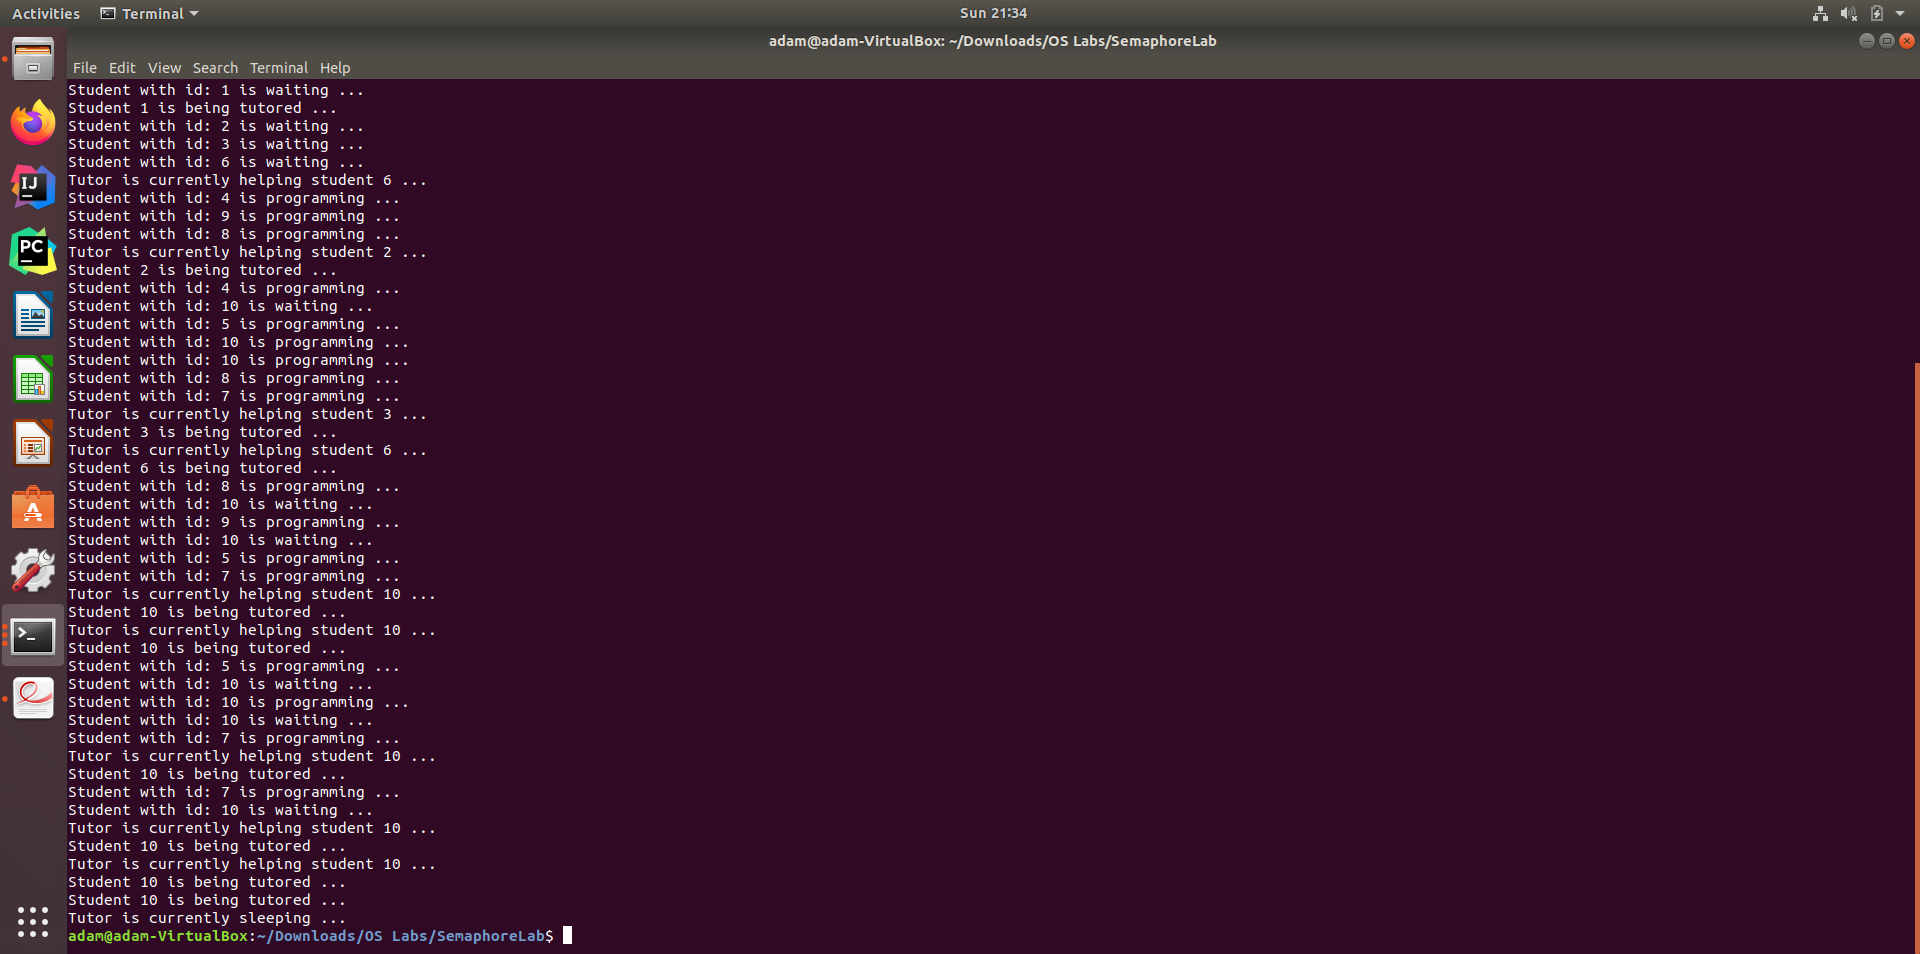 Activities Terminal Sun 21:34
adam@adam-VirtualBox: ~/Downloads/OS Labs/SemaphoreLab
File Edit View Search Terminal Help
Student with id: 1 is waiting ...
Student 1 is being tutored ...
Student with id: 2 is waiting ...
Student with id: 3 is waiting ...
Student with id: 6 is waiting ...
Tutor is currently helping student 6 ...
Student with id: 4 is programming ...
Student with id: 9 is programming ...
Student with id: 8 is programming ...
Tutor is currently helping student 2 ...
Student 2 is being tutored ...
Student with id: 4 is programming ...
Student with id: 10 is waiting ...
Student with id: 5 is programming ...
Student with id: 10 is programming ...
Student with id: 10 is programming ...
Student with id: 8 is programming ...
Student with id: 7 is programming ...
Tutor is currently helping student 3 ...
Student 3 is being tutored ...
Tutor is currently helping student 6 ...
Student 6 is being tutored ...
Student with id: 8 is programming ...
Student with id: 10 is waiting ...
Student with id: 9 is programming ...
Student with id: 10 is waiting ...
Student with id: 5 is programming ...
Student with id: 7 is programming ...
Tutor is currently helping student 10 ...
Student 10 is being tutored ...
Tutor is currently helping student 10 ...
Student 10 is being tutored ...
Student with id: 5 is programming ...
Student with id: 10 is waiting ...
Student with id: 10 is programming ...
Student with id: 10 is waiting ...
Student with id: 7 is programming ...
Tutor is currently helping student 10 ...
Student 10 is being tutored ...
Student with id: 7 is programming ...
Student with id: 10 is waiting ...
Tutor is currently helping student 10 ...
Student 10 is being tutored ...
Tutor is currently helping student 10 ...
Student 10 is being tutored ...
Student 10 is being tutored ...
Tutor is currently sleeping ...
adam@adam-VirtualBox:~/Downloads/OS Labs/SemaphoreLab$
IJ
PC